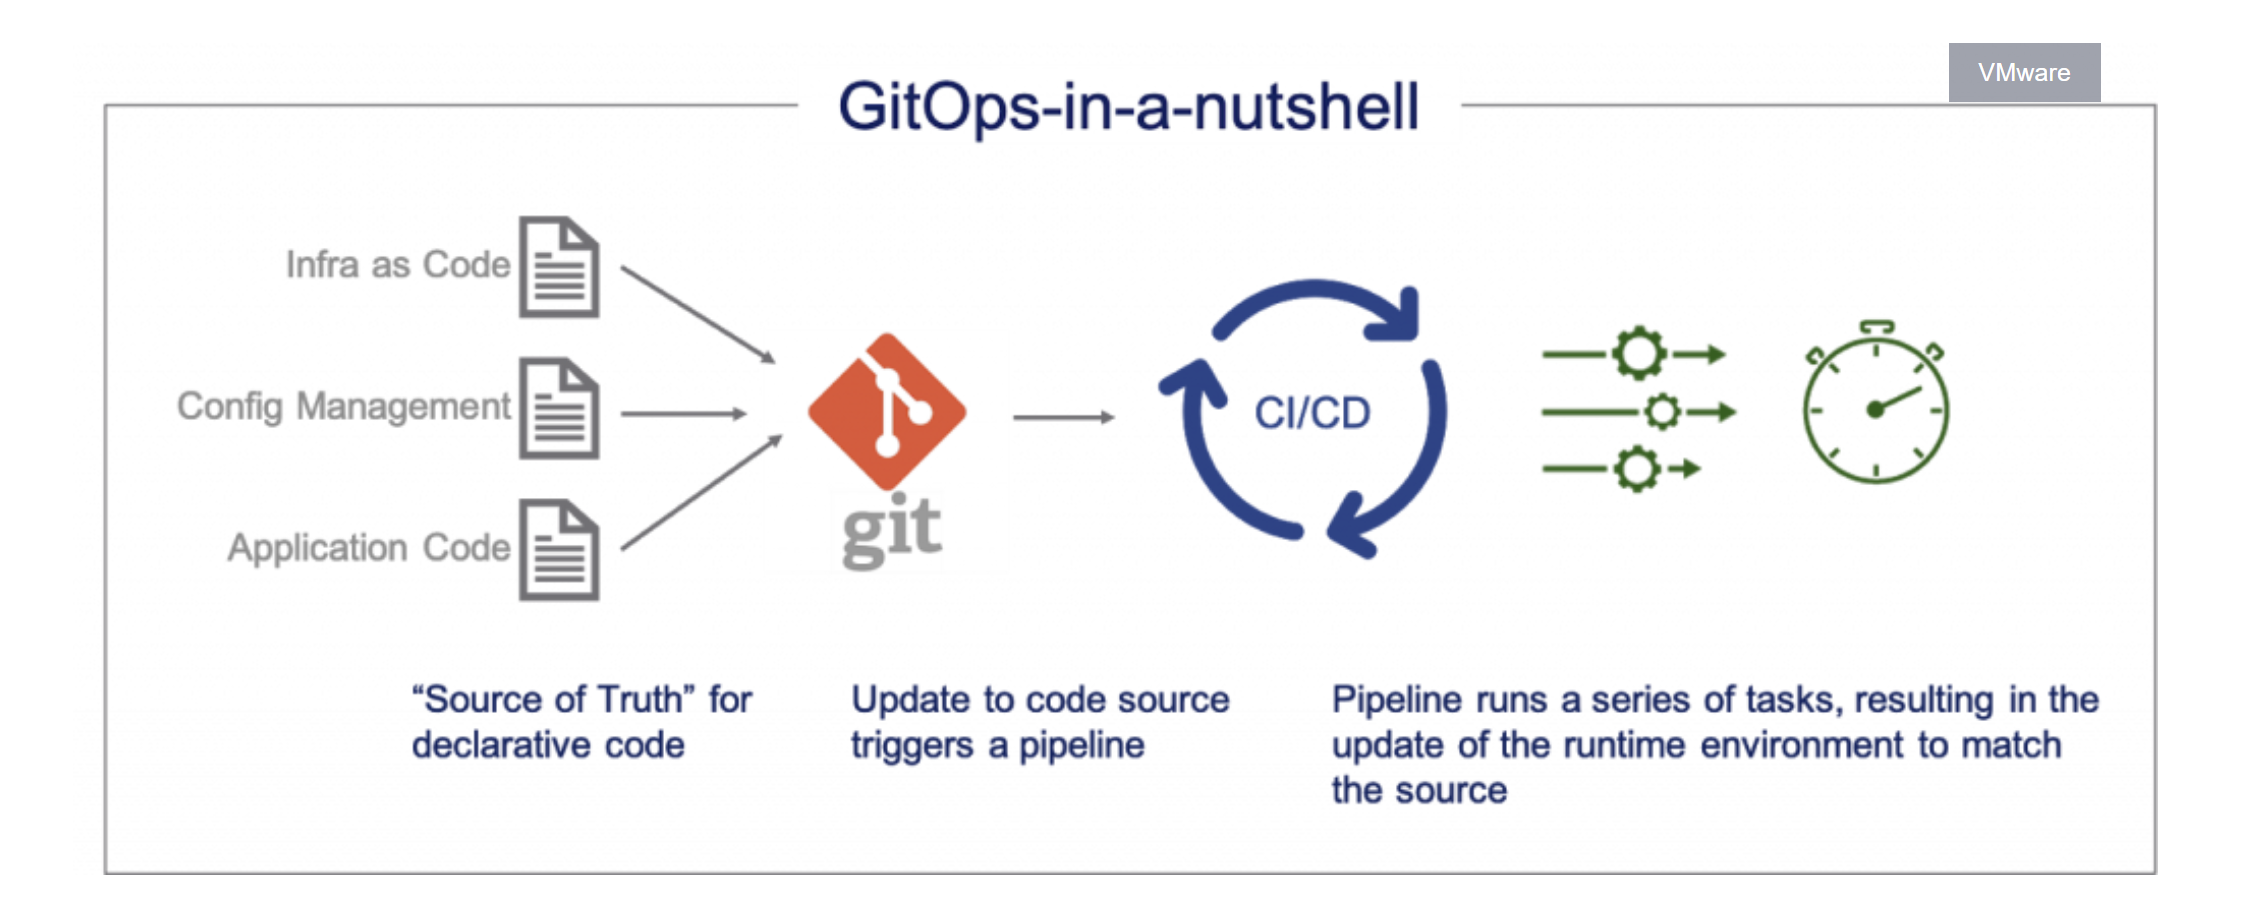 VMware
GitOps-in-a-nutshell
Infra as Code
Config Management
Application Code
git
CI/CD
“Source of Truth” for
declarative code
Update to code source
triggers a pipeline
Pipeline runs a series of tasks, resulting in the
update of the runtime environment to match
the source